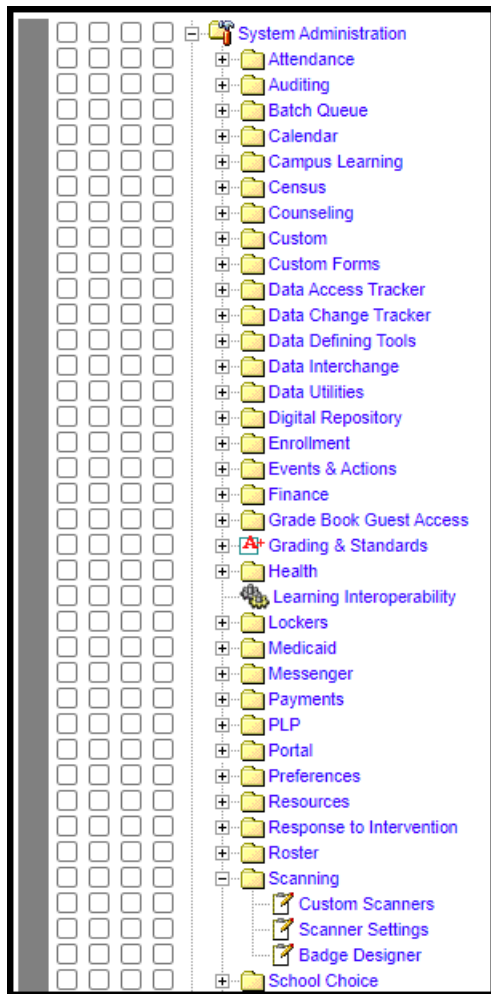 System Administration
Attendance
Auditing
Batch Queue
Calendar
Campus Learning
Census
Counseling
Custom
Custom Forms
Data Access Tracker
Data Change Tracker
Data Defining Tools
Data Interchange
Data Utilities
Digital Repository
Enrollment
Events & Actions
Finance
Grade Book Guest Access
A+ Grading & Standards
Health
Learning Interoperability
Lockers
Medicaid
Messenger
Payments
PLP
Portal
Preferences
Resources
Response to Intervention
Roster
Scanning
Custom Scanners
Scanner Settings
Badge Designer
School Choice